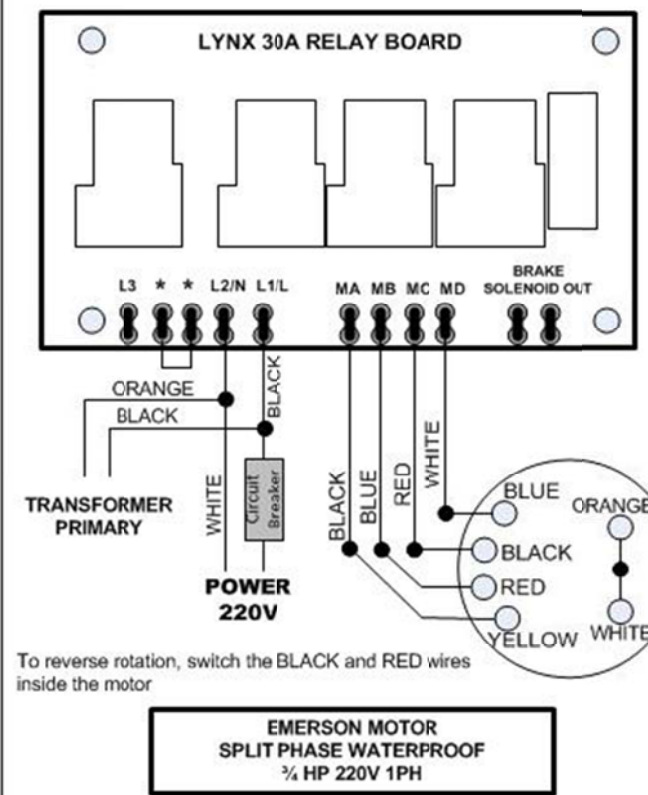 LYNX 30A RELAY BOARD
BRAKE
L3 * * L2/N L1/L MA MB MC MD SOLENOID OUT
ORANGE
BLACK
BLACK
TRANSFORMER
PRIMARY
WHITE
Circuit
Breaker
POWER
220V
BLACK
BLUE
RED
WHITE
BLUE
ORANGE
BLACK
RED
YELLOW
WHITE
To reverse rotation, switch the BLACK and RED wires
inside the motor
EMERSON MOTOR
SPLIT PHASE WATERPROOF
¾ HP 220V 1PH